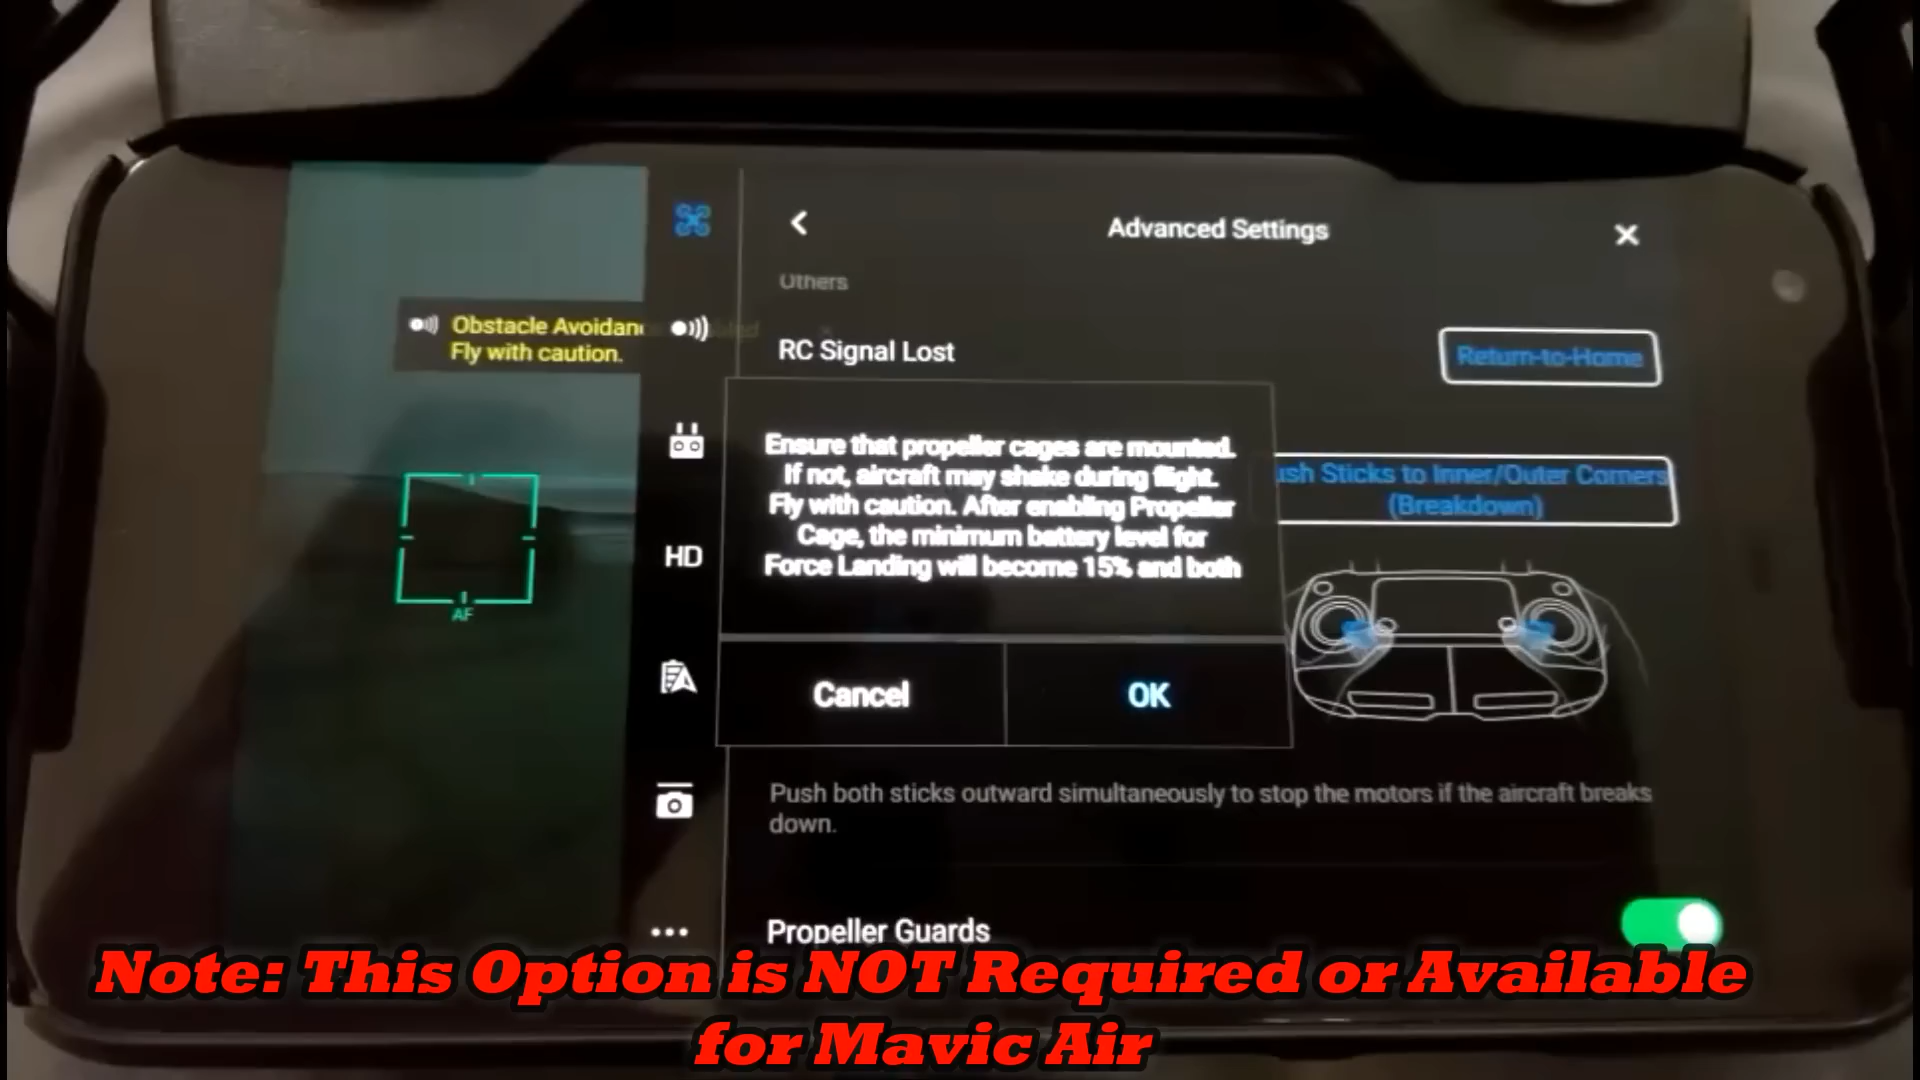 Advanced Settings
Others
Obstacle Avoidan
Fly with caution.
RC Signal Lost
Return-to-Home
Ensure that propeller cages are mounted.
If not, aircraft may shake during flight.
Fly with caution. After enabling Propeller
Cage, the minimum battery level for
Force Landing will become 15% and both
ush Sticks to Inner/Outer Corners
(Breakdown)
HD
AF
Cancel
OK
Push both sticks outward simultaneously to stop the motors if the aircraft breaks
down.
Propeller Guards
Note: This Option is NOT Required or Available
for Mavic Air